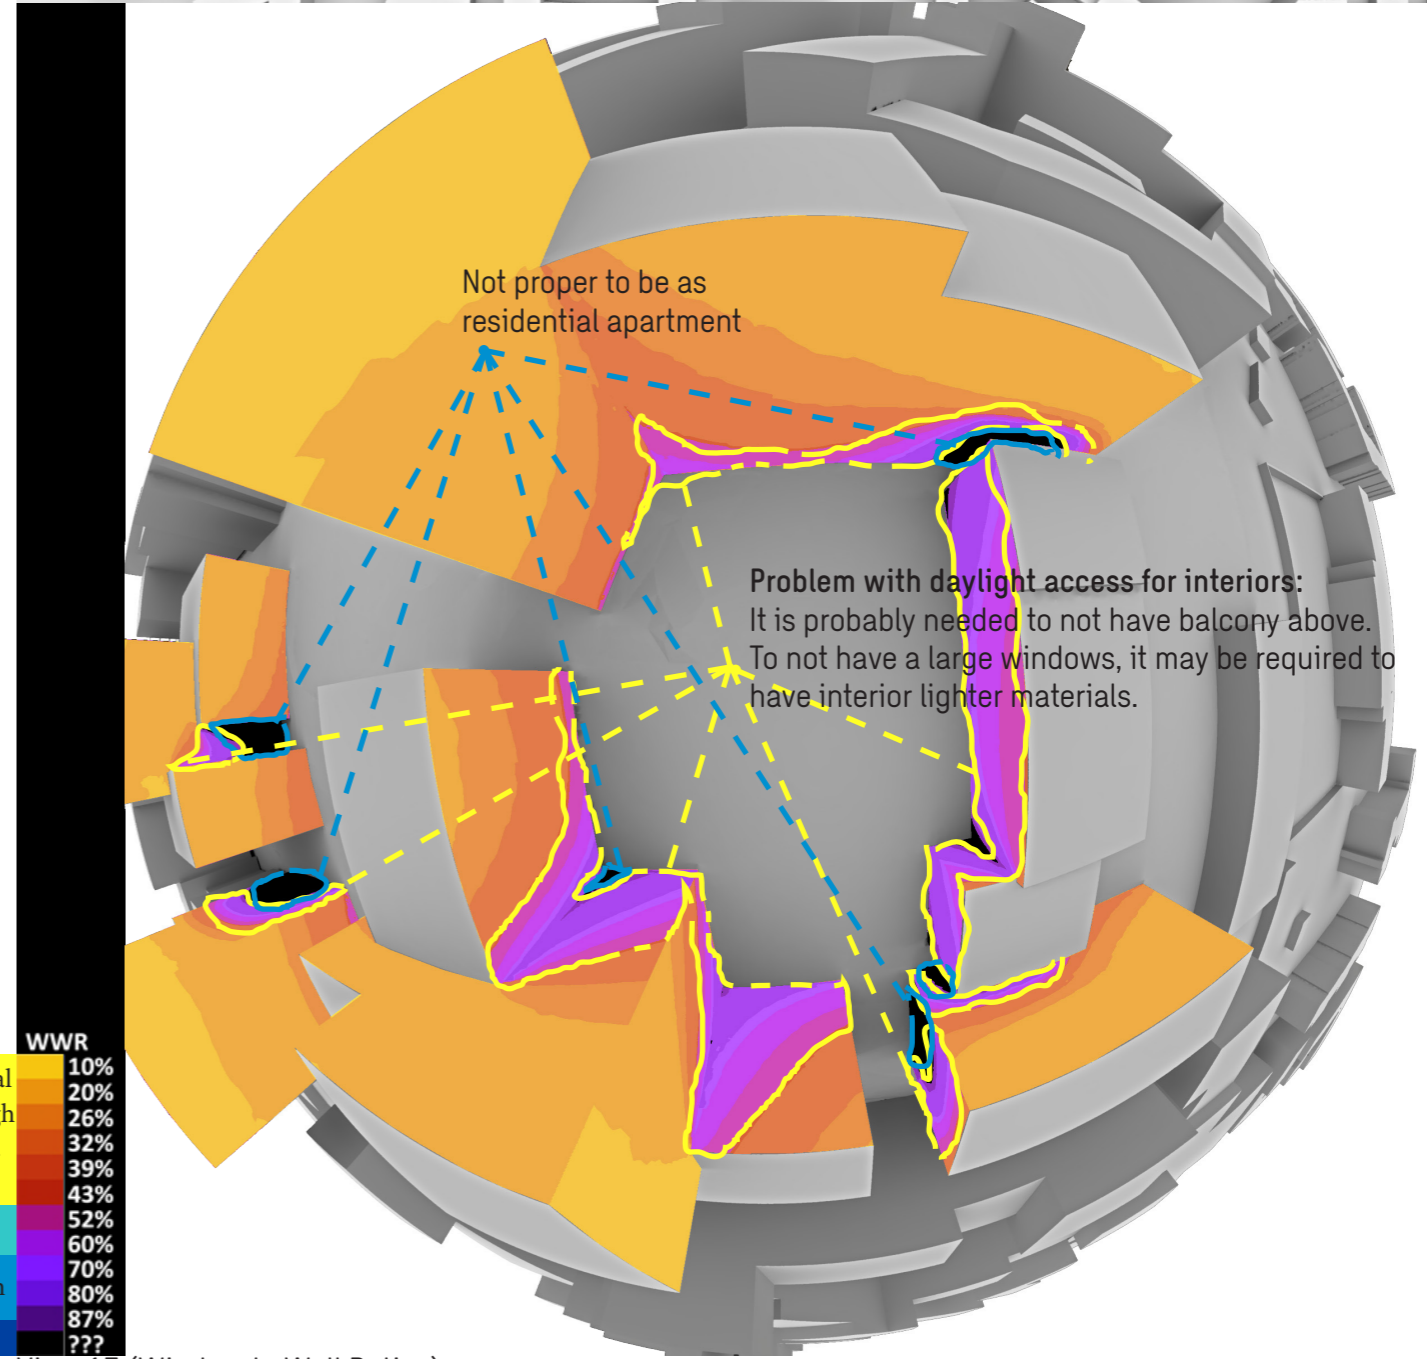 Not proper to be as
residential apartment
Problem with daylight access for interiors:
It is probably needed to not have balcony above.
To not have a large windows, it may be required to
have interior lighter materials.
WWR
10%
20%
26%
32%
39%
43%
52%
60%
70%
80%
87%
???